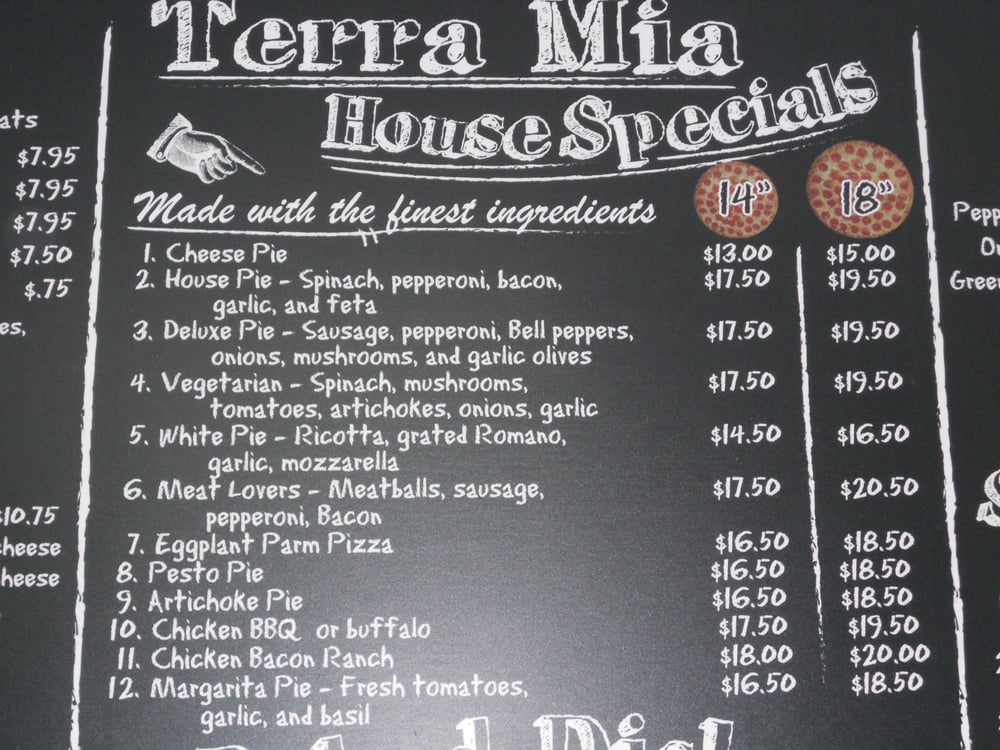 Terra Mia
House Specials
ats
$7.95
$7.95
$7.95
$7.50
$.75
es,
$10.75
cheese
heese
Made with the finest ingredients
14" 18"
1. Cheese Pie $13.00 $15.00
2. House Pie - Spinach, pepperoni, bacon, $17.50 $19.50
garlic, and feta
3. Deluxe Pie - Sausage, pepperoni, Bell peppers, $17.50 $19.50
onions, mushrooms, and garlic olives
4. Vegetarian - Spinach, mushrooms, $17.50 $19.50
tomatoes, artichokes, onions, garlic
5. White Pie - Ricotta, grated Romano, $14.50 $16.50
garlic, mozzarella
6. Meat Lovers - Meatballs, sausage, $17.50 $20.50
pepperoni, Bacon
7. Eggplant Parm Pizza $16.50 $18.50
8. Pesto Pie $16.50 $18.50
9. Artichoke Pie $16.50 $18.50
10. Chicken BBQ or buffalo $17.50 $19.50
11. Chicken Bacon Ranch $18.00 $20.00
12. Margarita Pie - Fresh tomatoes, $16.50 $18.50
garlic, and basil
Pepp
Green